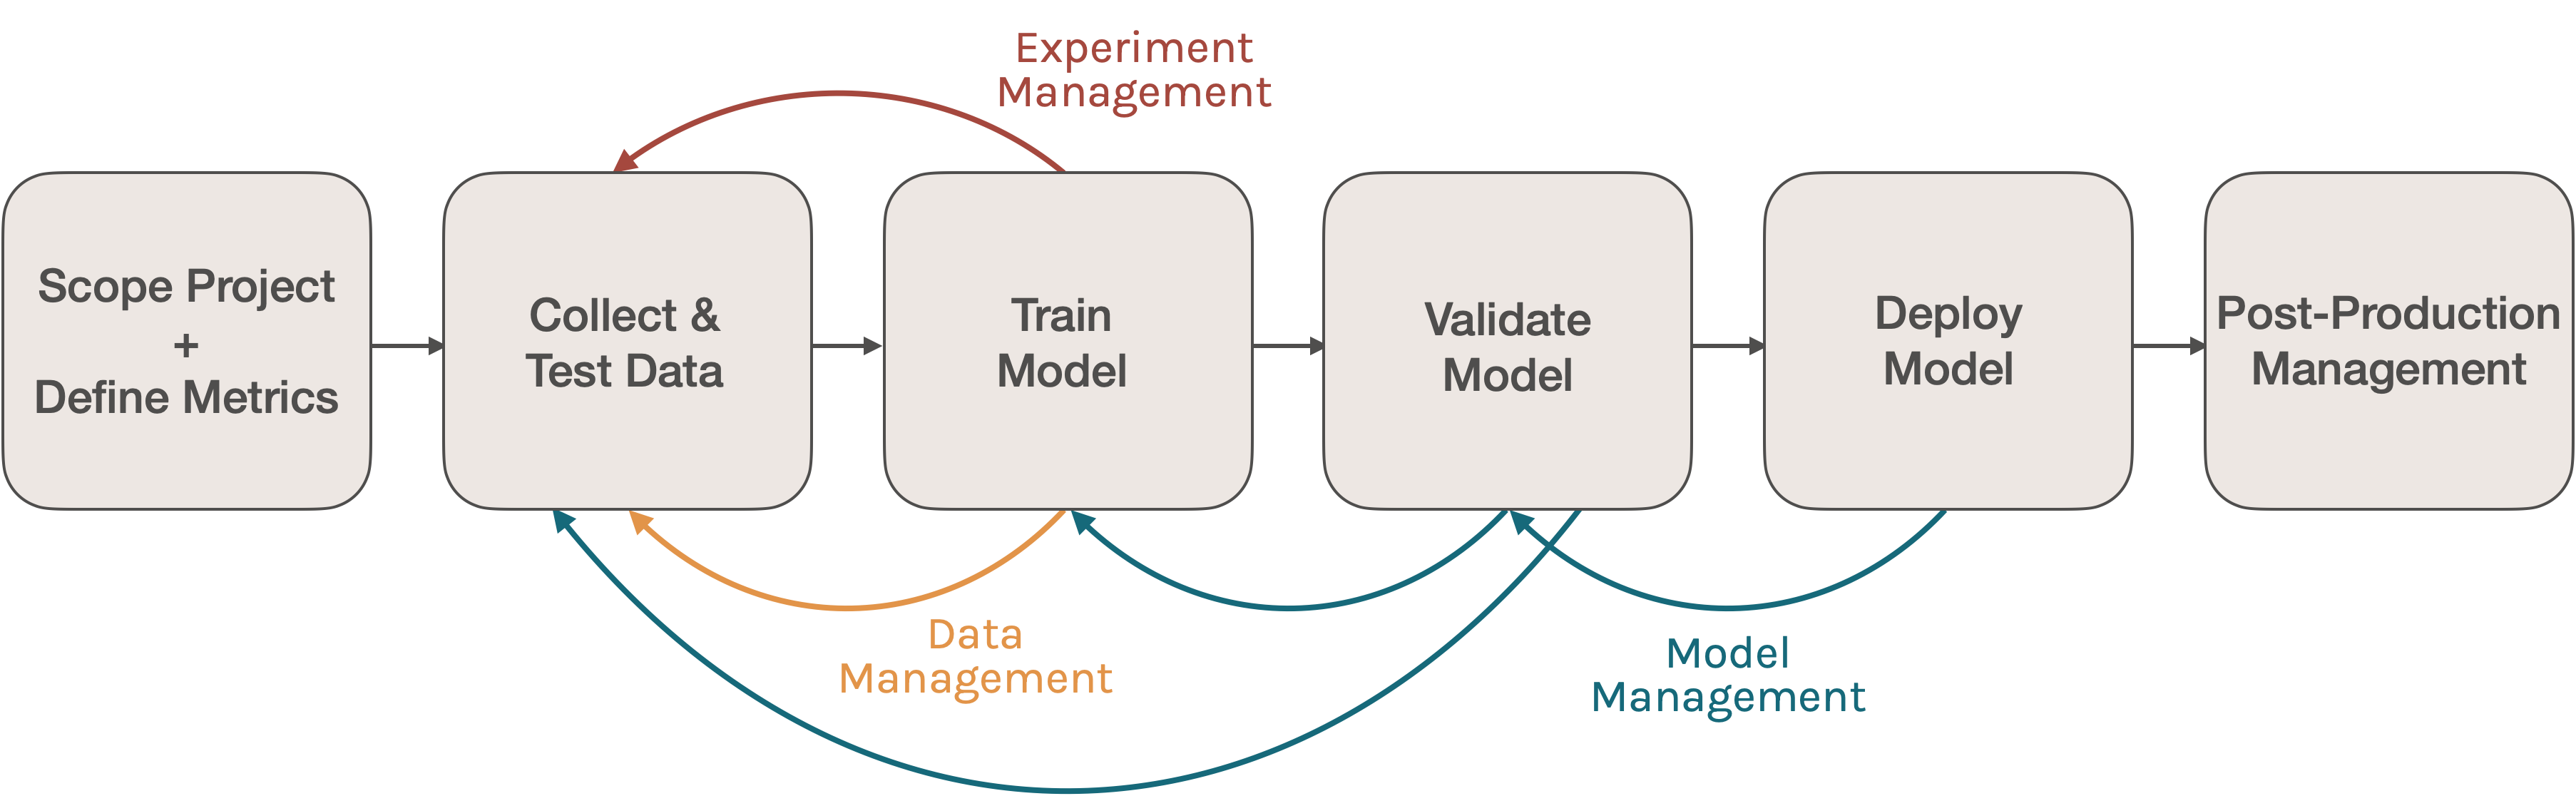 Experiment
Management
Scope Project
+
Define Metrics
Collect &
Test Data
Train
Model
Validate
Model
Deploy
Model
Post-Production
Management
Data
Management
Model
Management